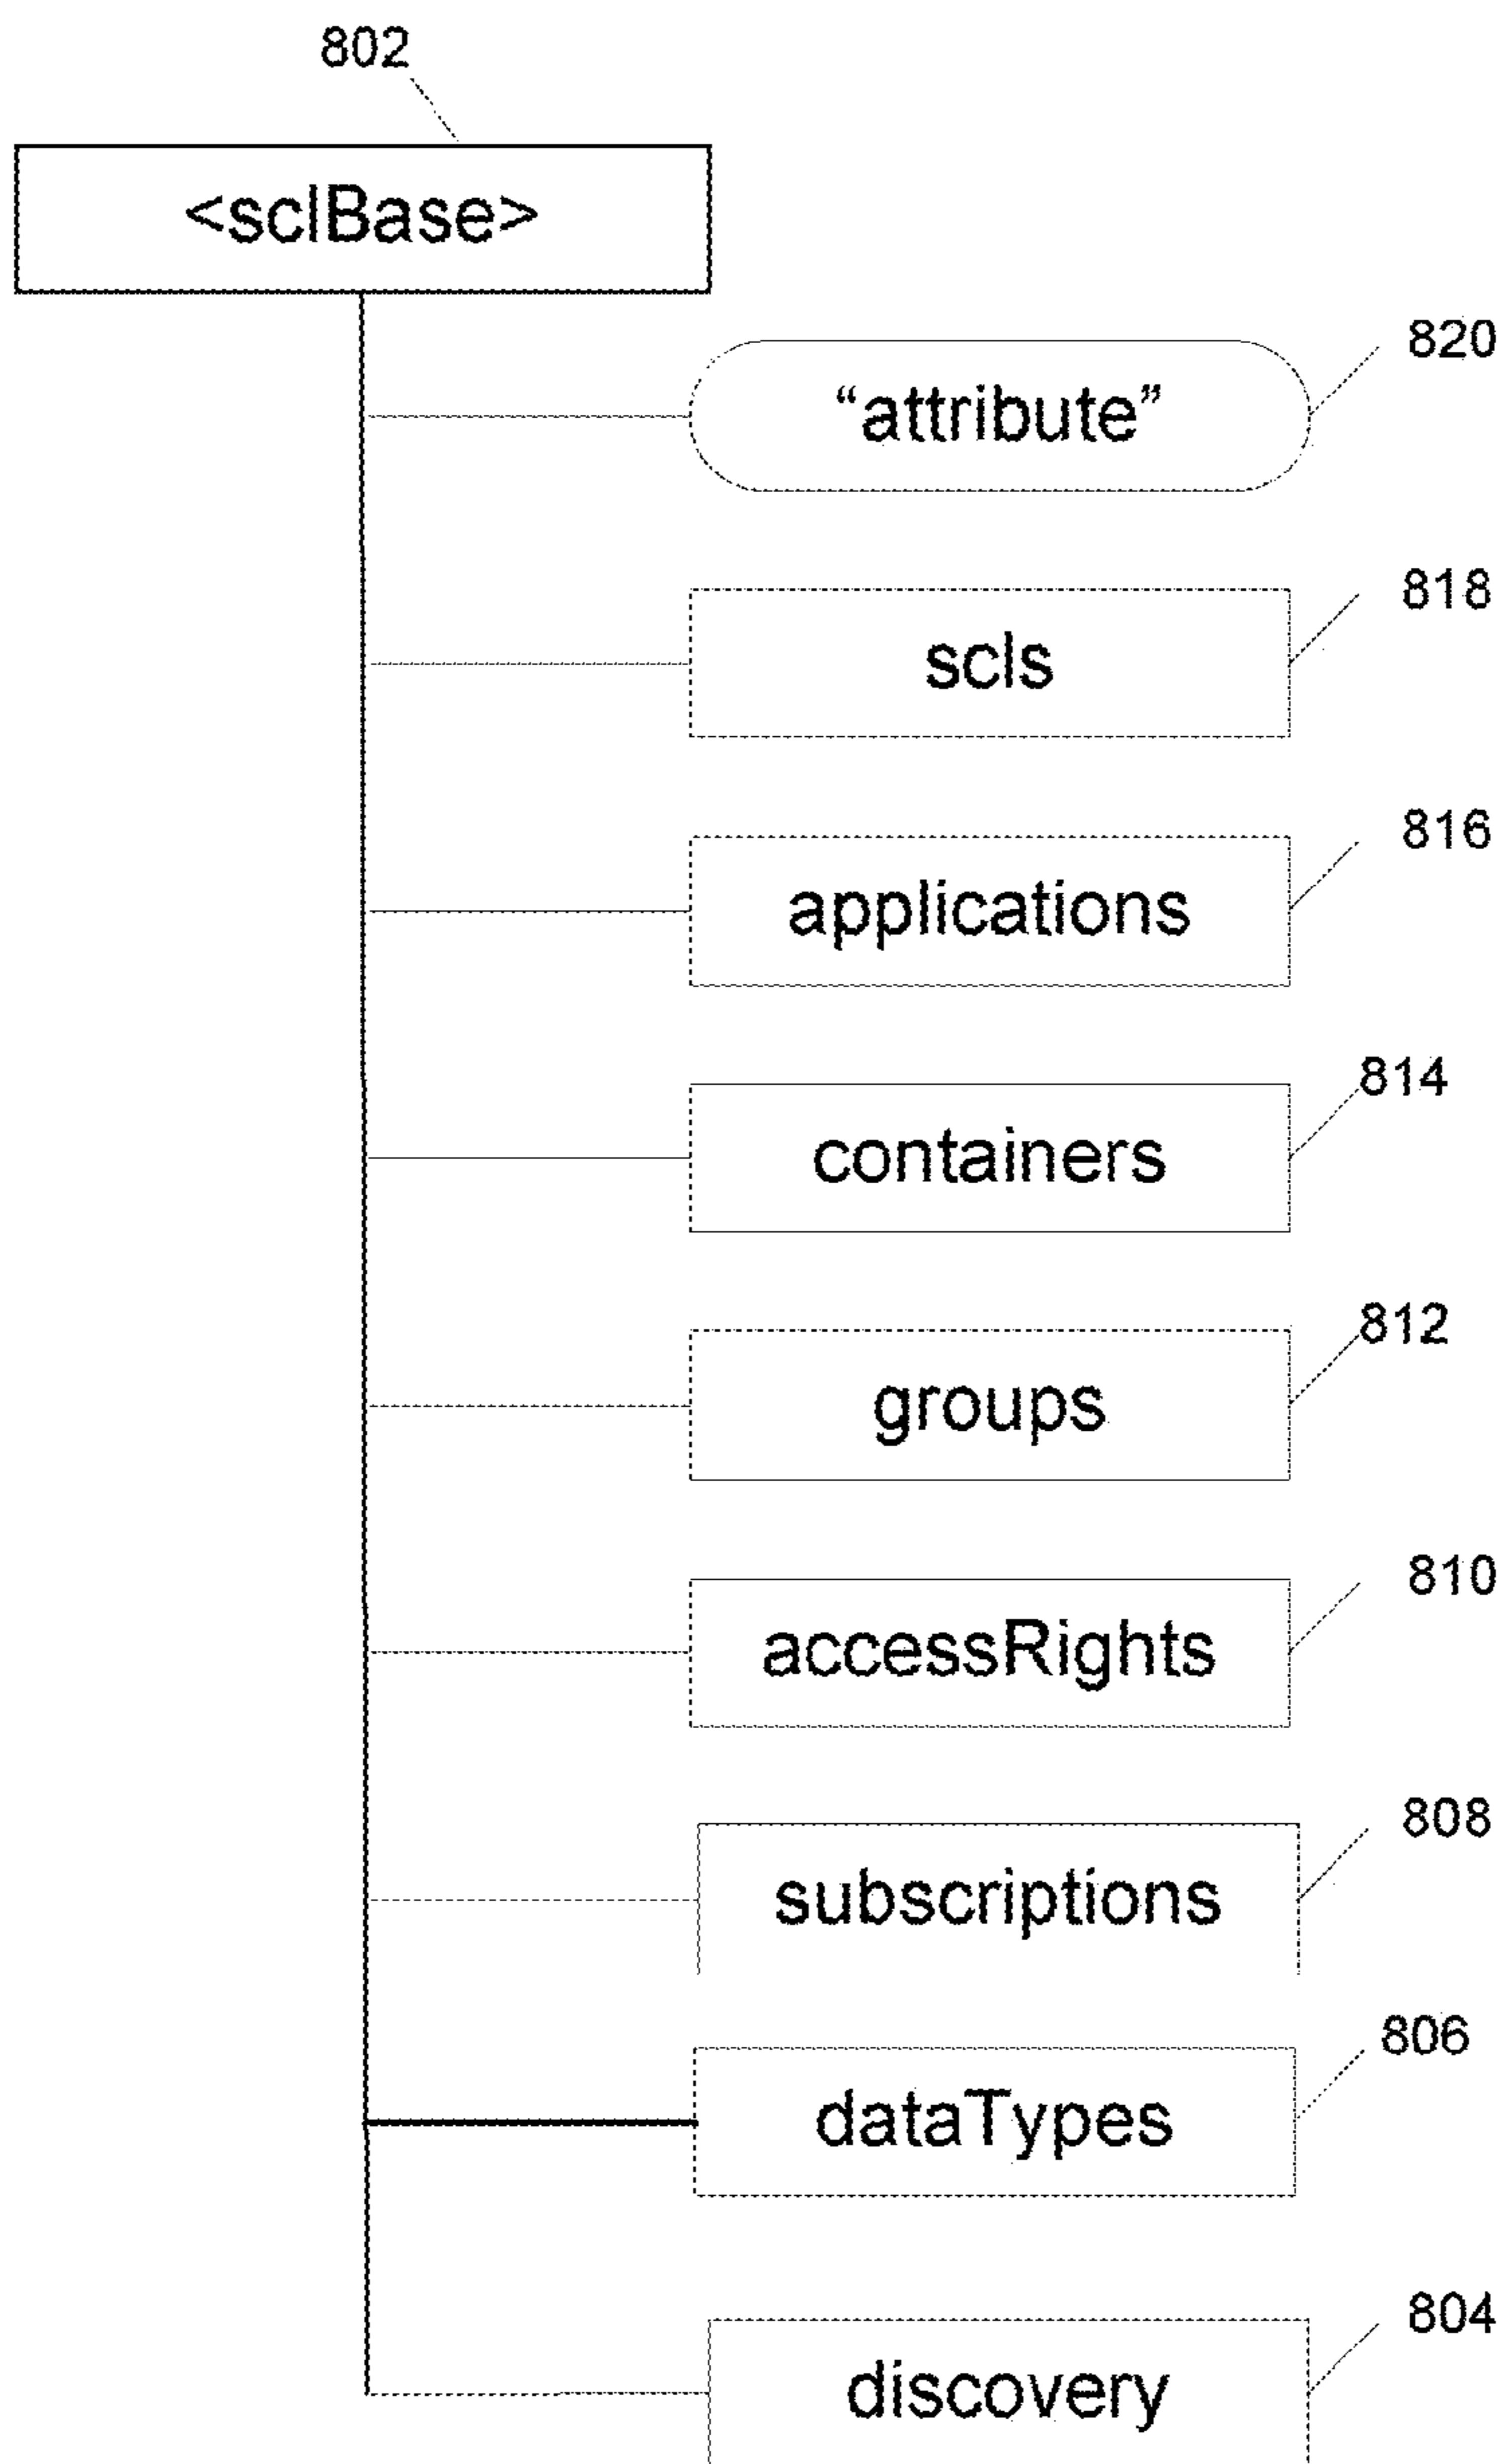 802
<sclBase>
820
“attribute”
818
scls
816
applications
814
containers
812
groups
810
accessRights
808
subscriptions
806
dataTypes
804
discovery